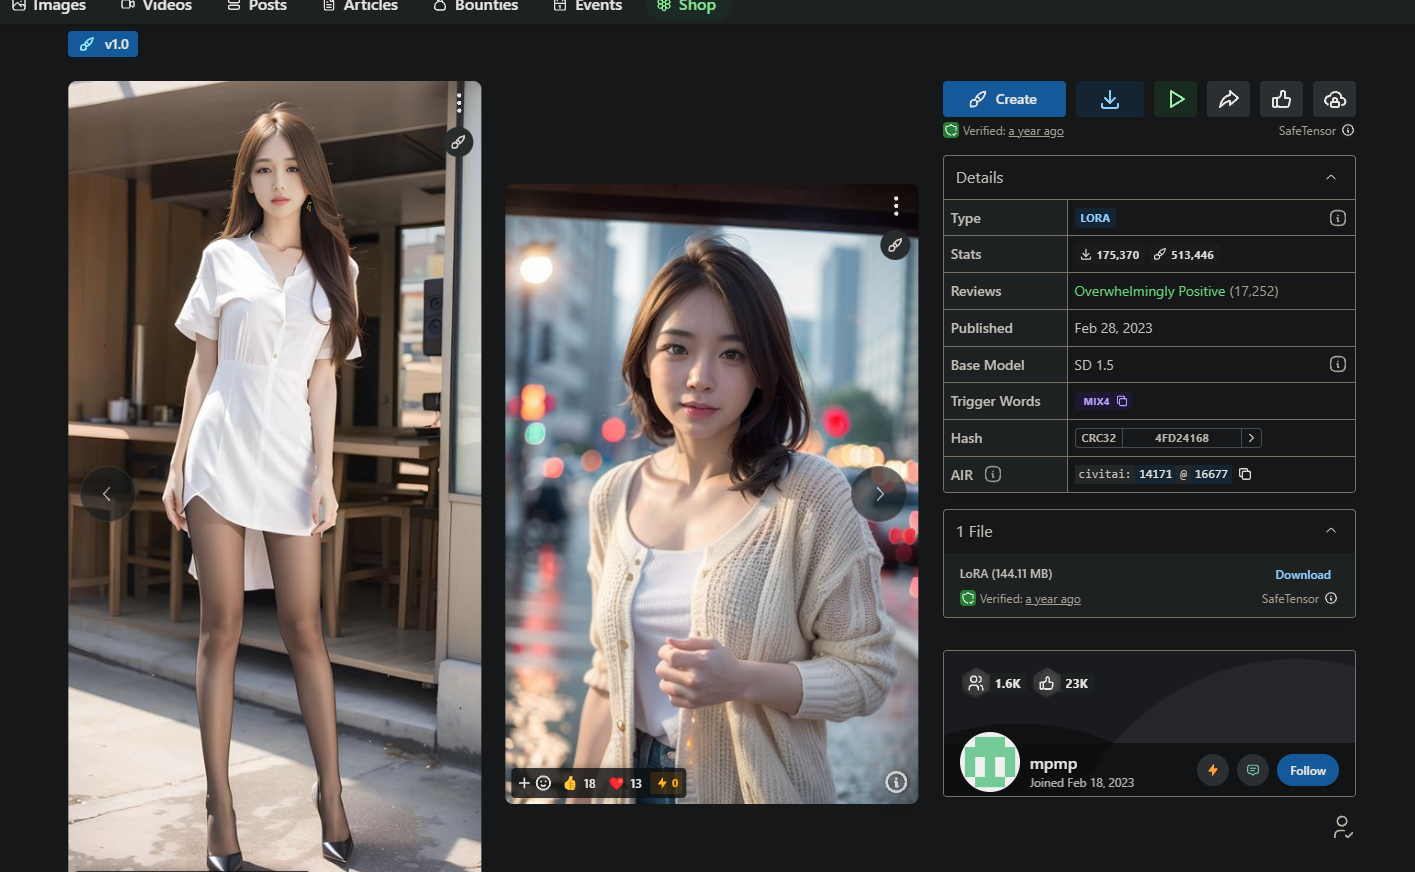 Images Videos Posts Articles Bounties Events Shop
v1.0
Create
Verified: a year ago SafeTensor
Details
Type LORA
Stats 175,370 513,446
Reviews Overwhelmingly Positive (17,252)
Published Feb 28, 2023
Base Model SD 1.5
Trigger Words MIX4
Hash CRC32 4FD24168
AIR civitai: 14171 @ 16677
1 File
LoRA (144.11 MB) Download
Verified: a year ago SafeTensor
1.6K 23K
mpmp
Joined Feb 18, 2023
Follow
18 13 0